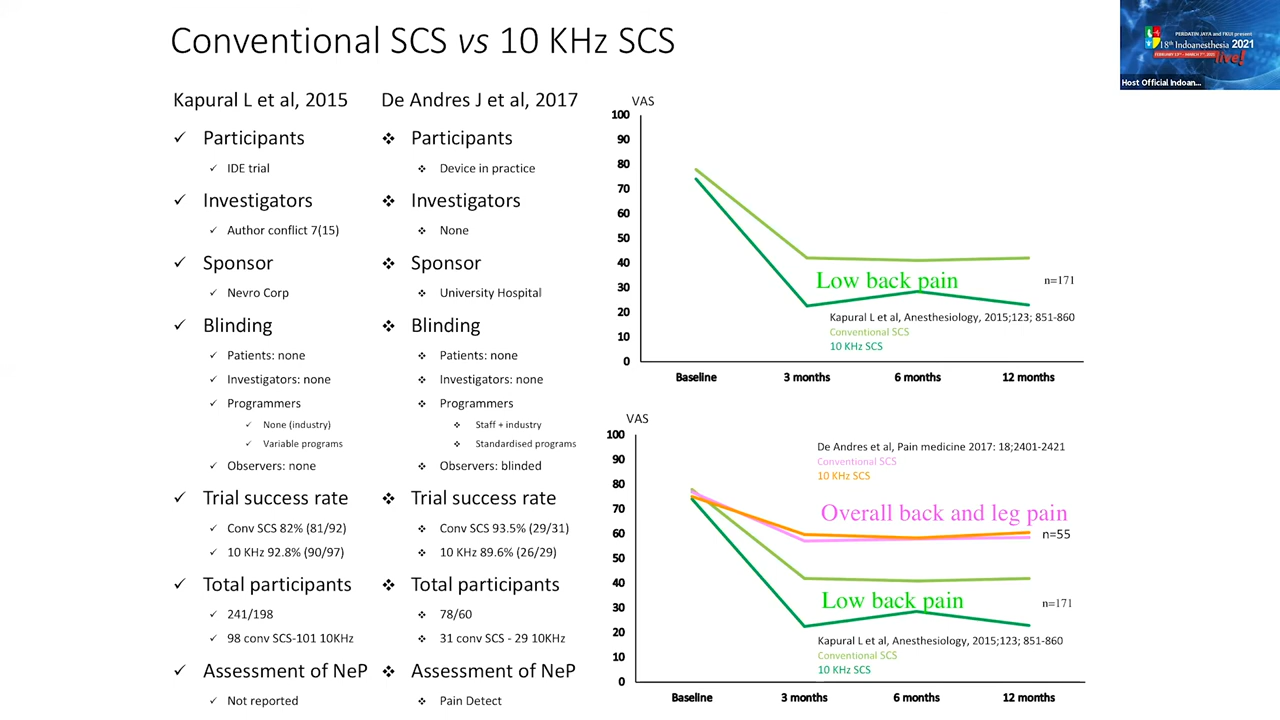 Conventional SCS vs 10 KHz SCS
PERDATIN JAYA and FKUI present
18th Indoanesthesia 2021
FEBRUARY 13th - MARCH 7th, 2021
live!
Host Official Indoan...
Kapural L et al, 2015
✓ Participants
✓ IDE trial
✓ Investigators
✓ Author conflict 7(15)
✓ Sponsor
✓ Nevro Corp
✓ Blinding
✓ Patients: none
✓ Investigators: none
✓ Programmers
✓ None (industry)
✓ Variable programs
✓ Observers: none
✓ Trial success rate
✓ Conv SCS 82% (81/92)
✓ 10 KHz 92.8% (90/97)
✓ Total participants
✓ 241/198
✓ 98 conv SCS-101 10KHz
✓ Assessment of NeP
✓ Not reported
De Andres J et al, 2017
❖ Participants
❖ Device in practice
❖ Investigators
❖ None
❖ Sponsor
❖ University Hospital
❖ Blinding
❖ Patients: none
❖ Investigators: none
❖ Programmers
❖ Staff + industry
❖ Standardised programs
❖ Observers: blinded
❖ Trial success rate
❖ Conv SCS 93.5% (29/31)
❖ 10 KHz 89.6% (26/29)
❖ Total participants
❖ 78/60
❖ 31 conv SCS - 29 10KHz
❖ Assessment of NeP
❖ Pain Detect
VAS
100
90
80
70
60
50
40
30
20
10
0
Low back pain
n=171
Kapural L et al, Anesthesiology, 2015;123; 851-860
Conventional SCS
10 KHz SCS
Baseline 3 months 6 months 12 months
VAS
100
90
80
70
60
50
40
30
20
10
0
De Andres et al, Pain medicine 2017: 18;2401-2421
Conventional SCS
10 KHz SCS
Overall back and leg pain
n=55
Low back pain
n=171
Kapural L et al, Anesthesiology, 2015;123; 851-860
Conventional SCS
10 KHz SCS
Baseline 3 months 6 months 12 months